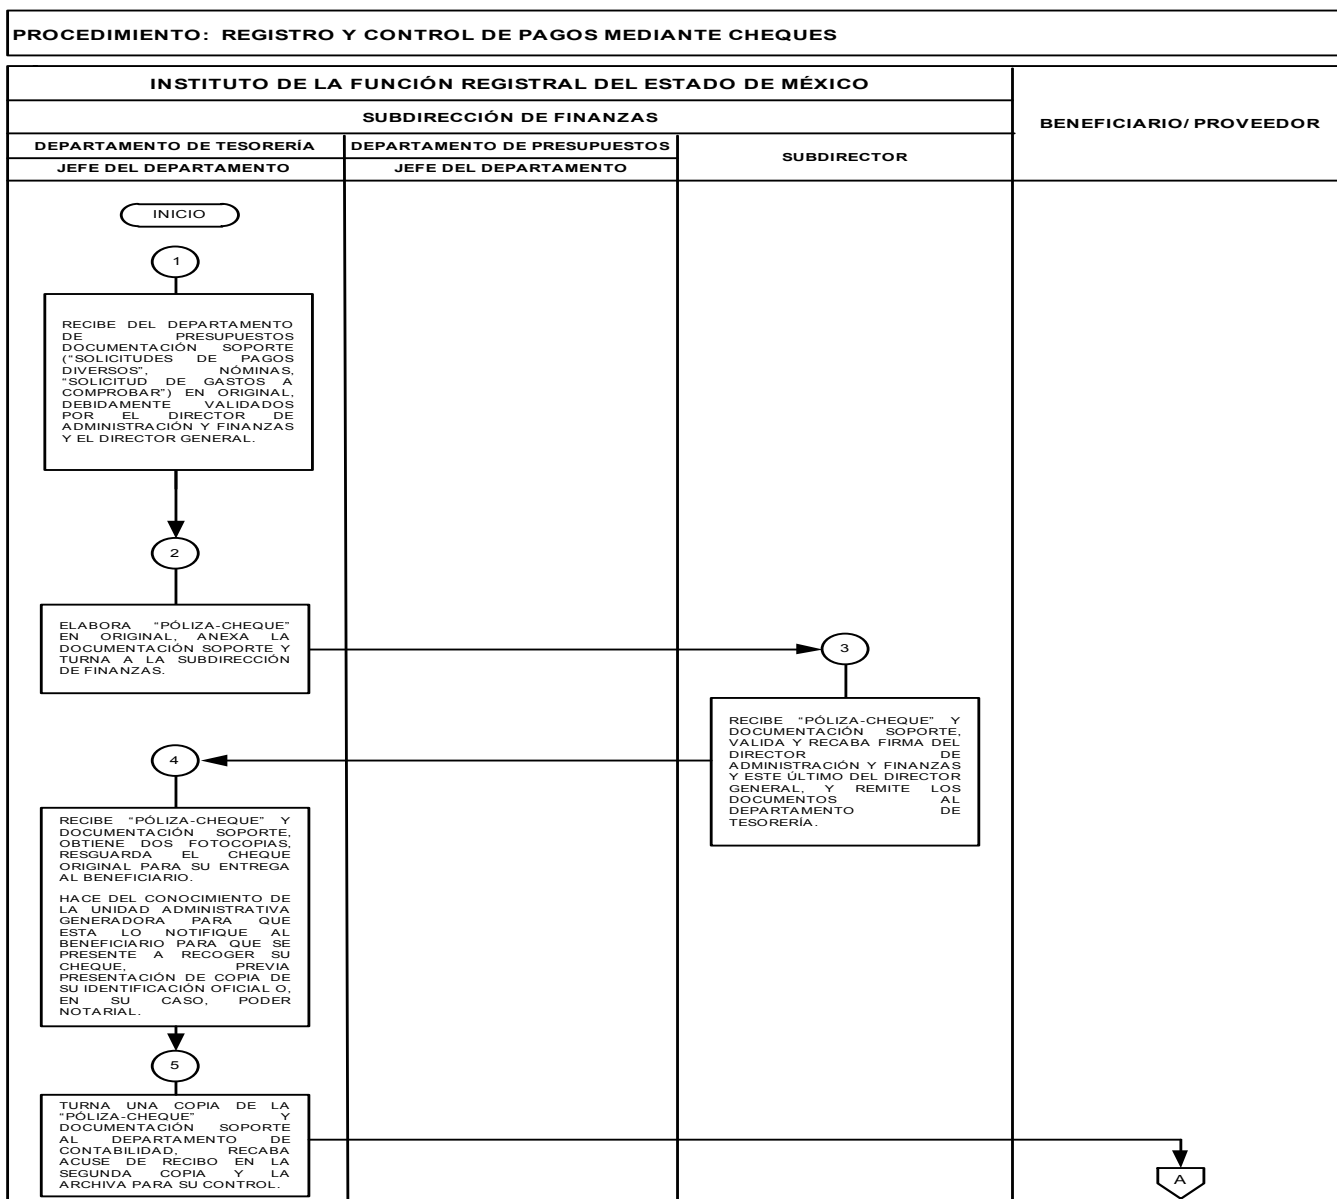 PROCEDIMIENTO: REGISTRO Y CONTROL DE PAGOS MEDIANTE CHEQUES
INSTITUTO DE LA FUNCIÓN REGISTRAL DEL ESTADO DE MÉXICO
SUBDIRECCIÓN DE FINANZAS
BENEFICIARIO/ PROVEEDOR
DEPARTAMENTO DE TESORERÍA
DEPARTAMENTO DE PRESUPUESTOS
SUBDIRECTOR
JEFE DEL DEPARTAMENTO
JEFE DEL DEPARTAMENTO
INICIO
1
RECIBE DEL DEPARTAMENTO
DE PRESUPUESTOS
DOCUMENTACIÓN SOPORTE
("SOLICITUDES DE PAGOS
DIVERSOS", NÓMINAS,
"SOLICITUD DE GASTOS A
COMPROBAR") EN ORIGINAL,
DEBIDAMENTE VALIDADOS
POR EL DIRECTOR DE
ADMINISTRACIÓN Y FINANZAS
Y EL DIRECTOR GENERAL.
2
ELABORA "PÓLIZA-CHEQUE"
EN ORIGINAL, ANEXA LA
DOCUMENTACIÓN SOPORTE Y
TURNA A LA SUBDIRECCIÓN
DE FINANZAS.
3
RECIBE "PÓLIZA-CHEQUE" Y
DOCUMENTACIÓN SOPORTE,
VALIDA Y RECABA FIRMA DEL
DIRECTOR DE
ADMINISTRACIÓN Y FINANZAS
Y ESTE ÚLTIMO DEL DIRECTOR
GENERAL, Y REMITE LOS
DOCUMENTOS AL
DEPARTAMENTO DE
TESORERÍA.
4
RECIBE "PÓLIZA-CHEQUE" Y
DOCUMENTACIÓN SOPORTE,
OBTIENE DOS FOTOCOPIAS,
RESGUARDA EL CHEQUE
ORIGINAL PARA SU ENTREGA
AL BENEFICIARIO.
HACE DEL CONOCIMIENTO DE
LA UNIDAD ADMINISTRATIVA
GENERADORA PARA QUE
ESTA LO NOTIFIQUE AL
BENEFICIARIO PARA QUE SE
PRESENTE A RECOGER SU
CHEQUE, PREVIA
PRESENTACIÓN DE COPIA DE
SU IDENTIFICACIÓN OFICIAL O,
EN SU CASO, PODER
NOTARIAL.
5
TURNA UNA COPIA DE LA
"PÓLIZA-CHEQUE" Y
DOCUMENTACIÓN SOPORTE
AL DEPARTAMENTO DE
CONTABILIDAD, RECABA
ACUSE DE RECIBO EN LA
SEGUNDA COPIA Y LA
ARCHIVA PARA SU CONTROL.
A